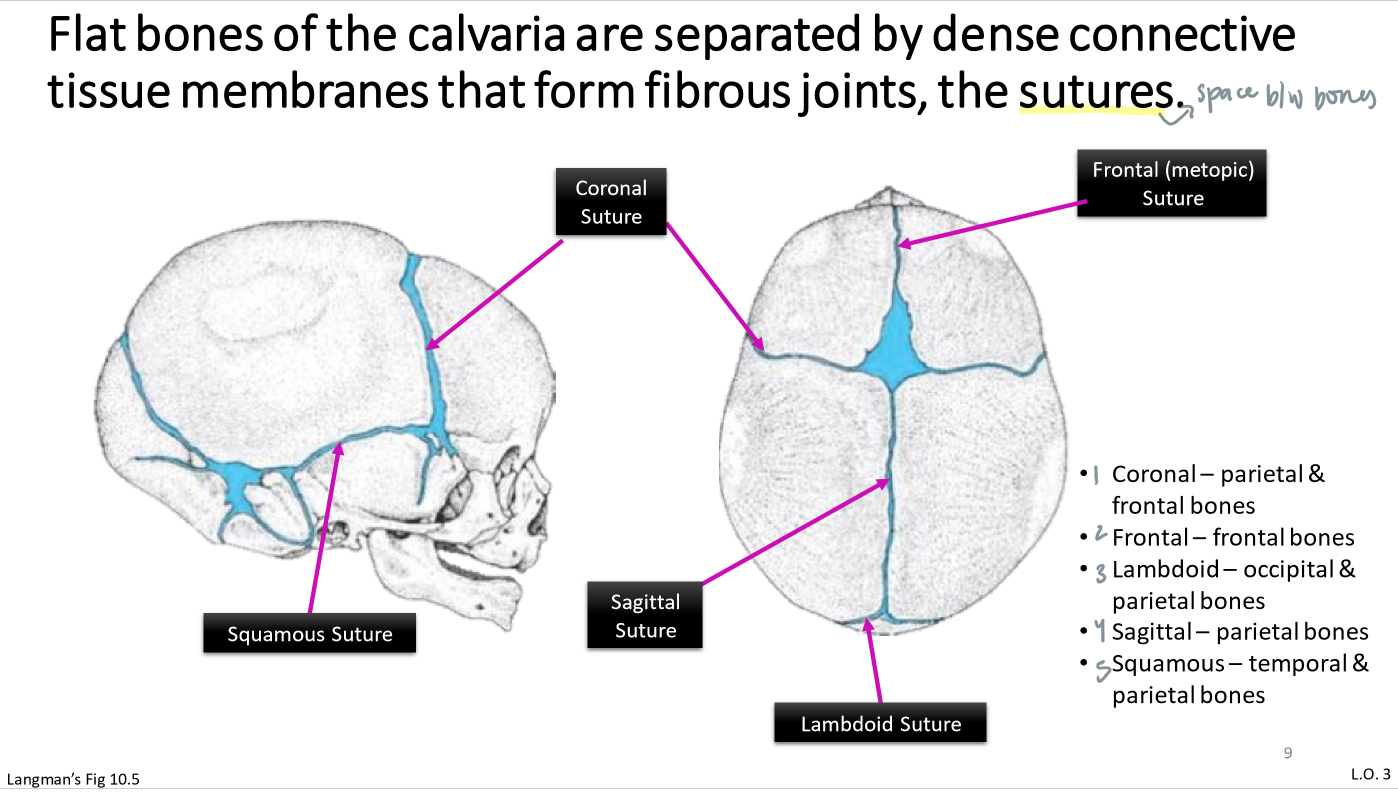 Flat bones of the calvaria are separated by dense connective
tissue membranes that form fibrous joints, the sutures.
space b/w bones
Coronal
Suture
Frontal (metopic)
Suture
• 1 Coronal – parietal &
frontal bones
• 2 Frontal – frontal bones
• 3 Lambdoid – occipital &
parietal bones
• 4 Sagittal – parietal bones
• 5 Squamous – temporal &
parietal bones
Sagittal
Suture
Squamous Suture
Lambdoid Suture
9
Langman's Fig 10.5
L.O. 3